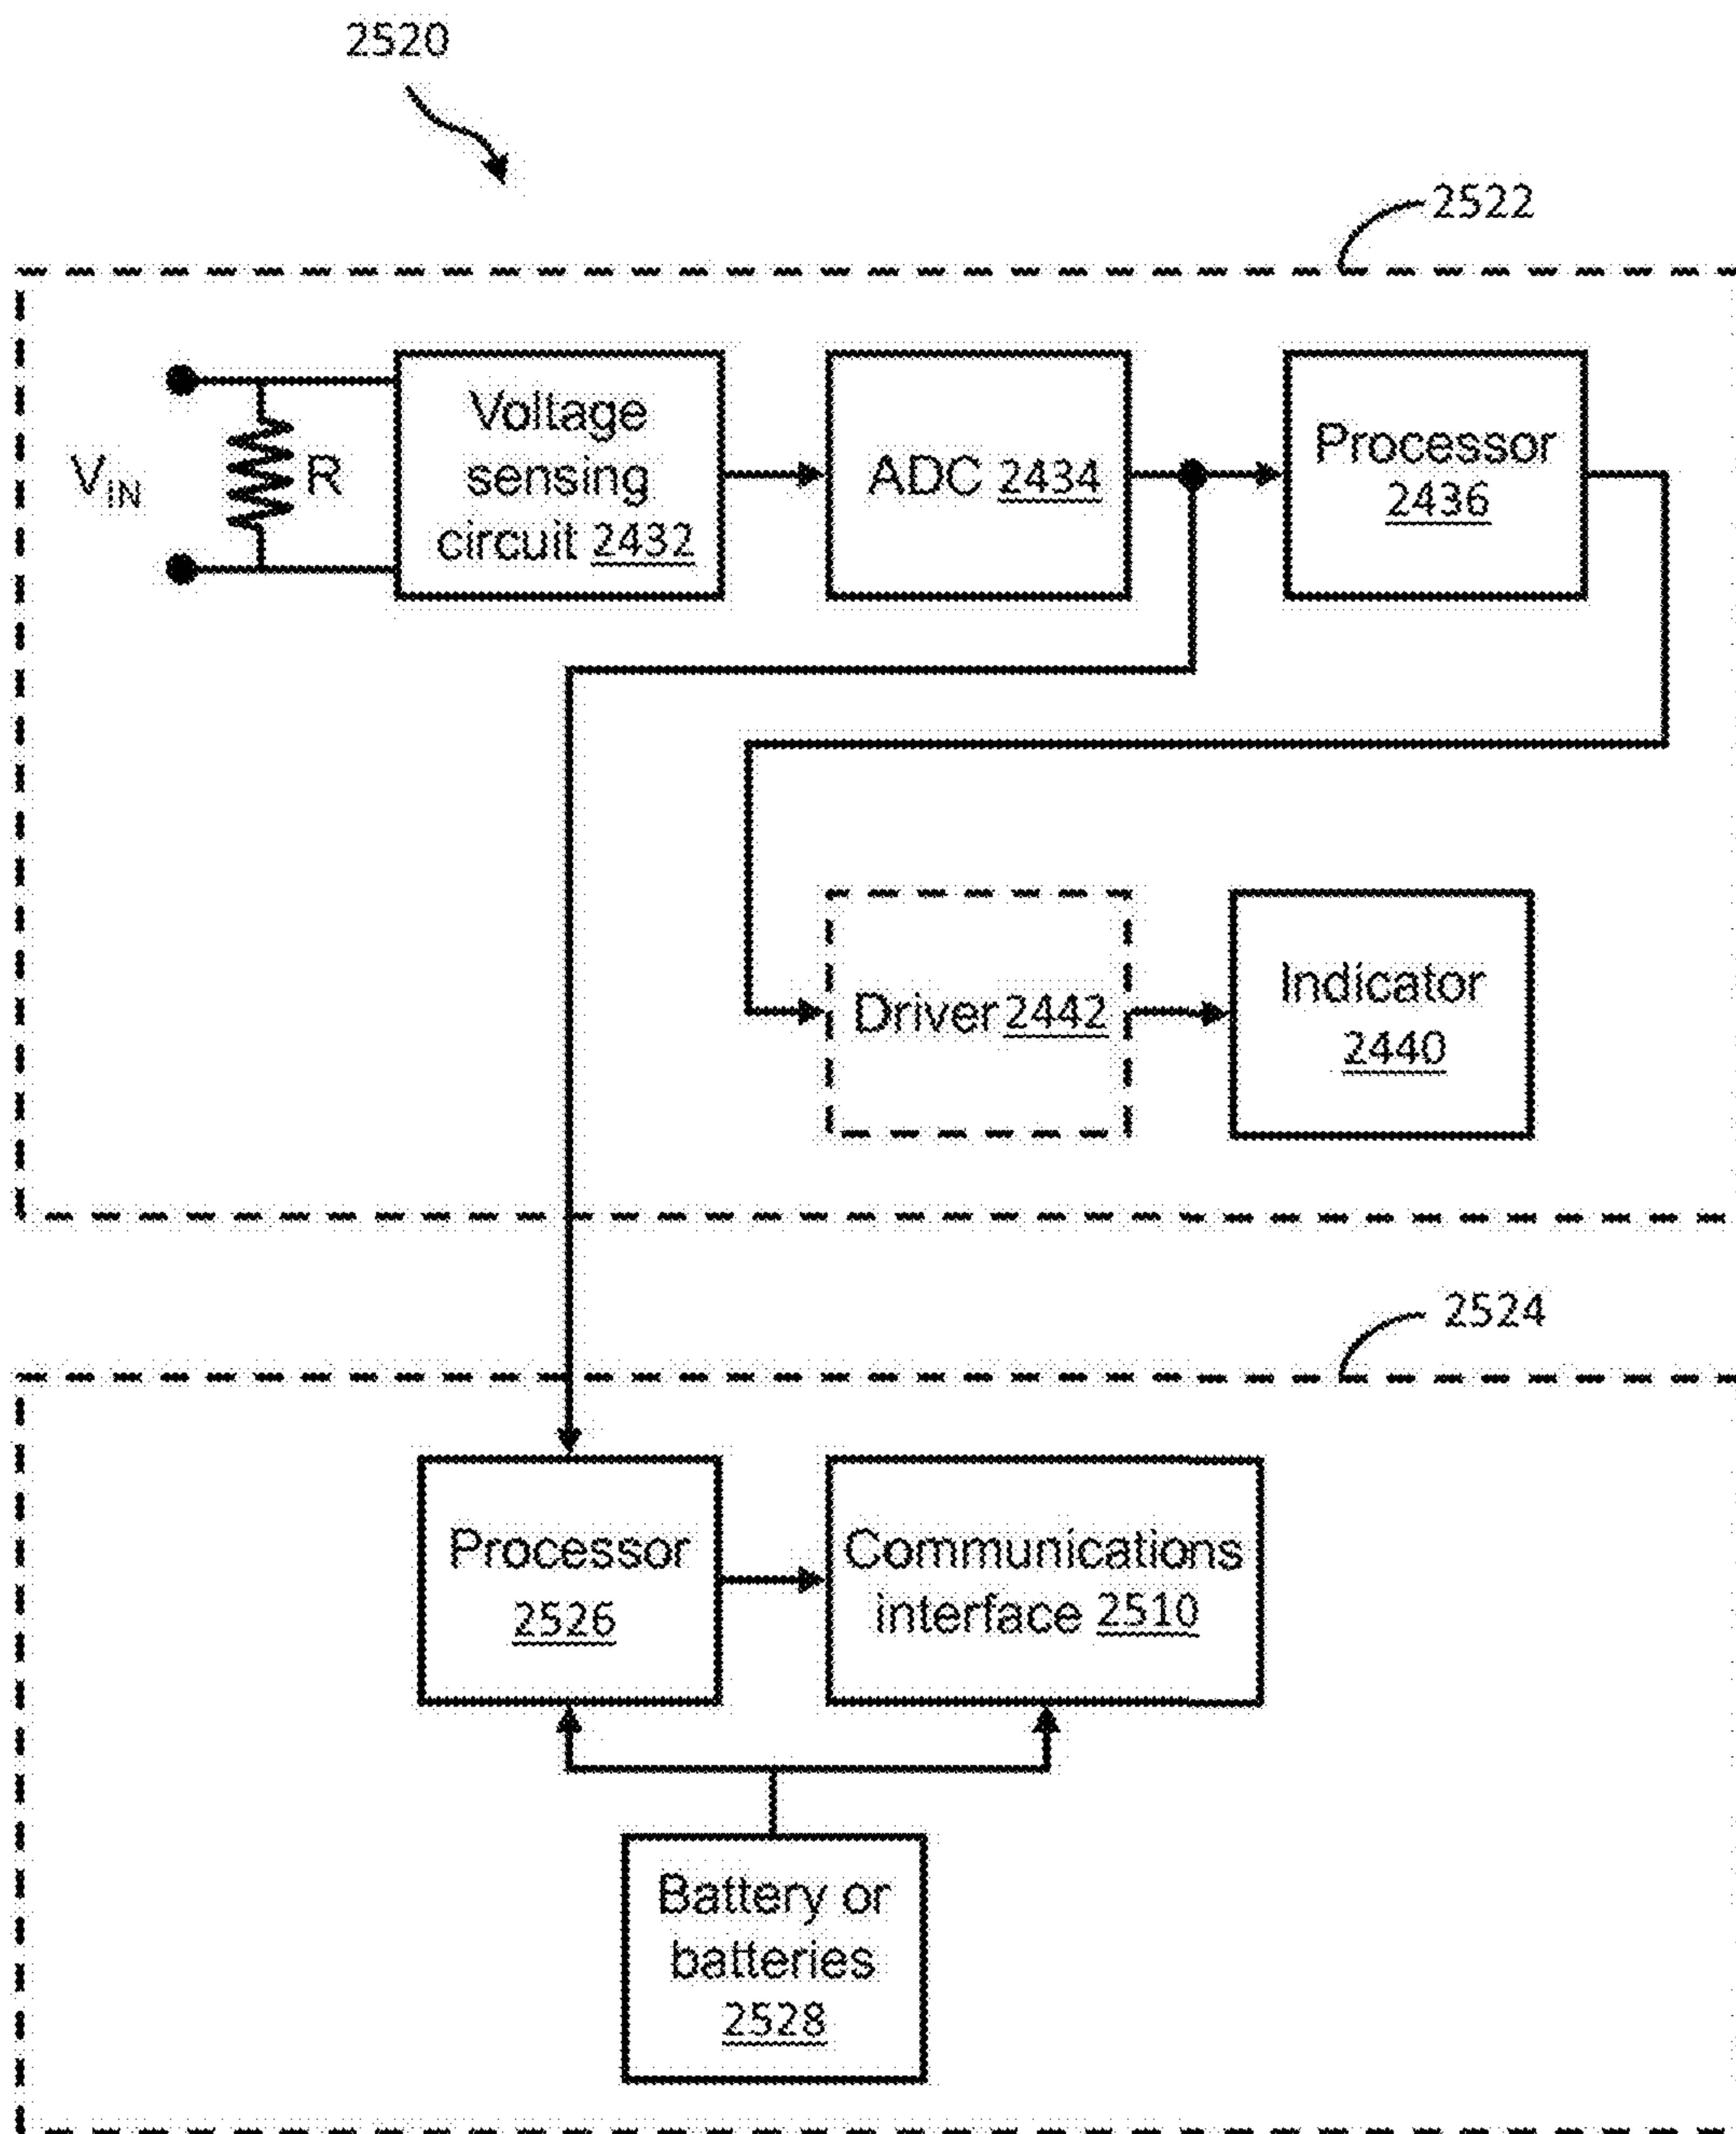 2520
2522
Voltage
sensing
circuit 2432
ADC 2434
Processor
2436
V_IN
R
Driver 2442
Indicator
2440
2524
Processor
2526
Communications
interface 2510
Battery or
batteries
2528